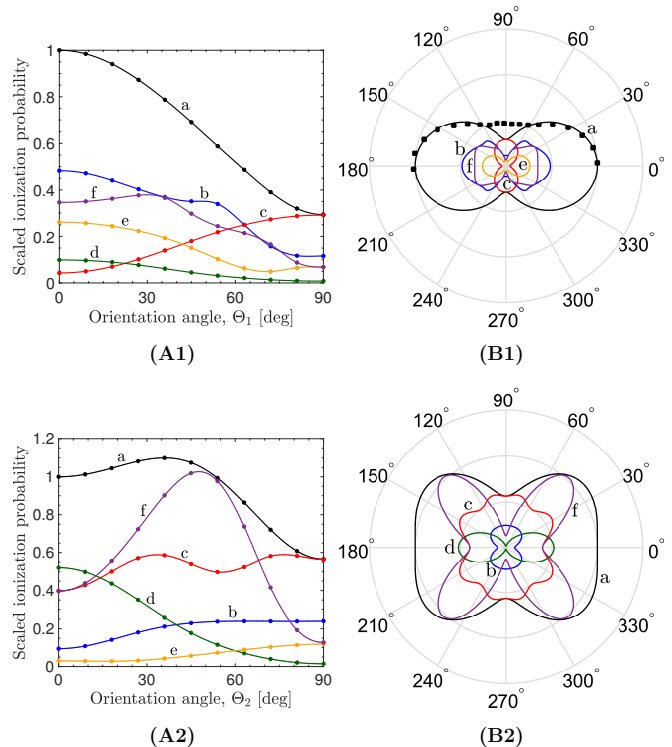 Scaled ionization probability
1
0.8
0.6
0.4
0.2
0
a
b
f
c
e
d
0 30 60 90
Orientation angle, Θ₁ [deg]
(A1)
90°
120° 60°
150° 30°
180° 0°
210° 330°
240° 300°
270°
a
b
f e
c
(B1)
Scaled ionization probability
1.2
1
0.8
0.6
0.4
0.2
0
a
f
c
d
b
e
0 30 60 90
Orientation angle, Θ₂ [deg]
(A2)
90°
120° 60°
150° 30°
180° 0°
210° 330°
240° 300°
270°
c f
d
b a
(B2)